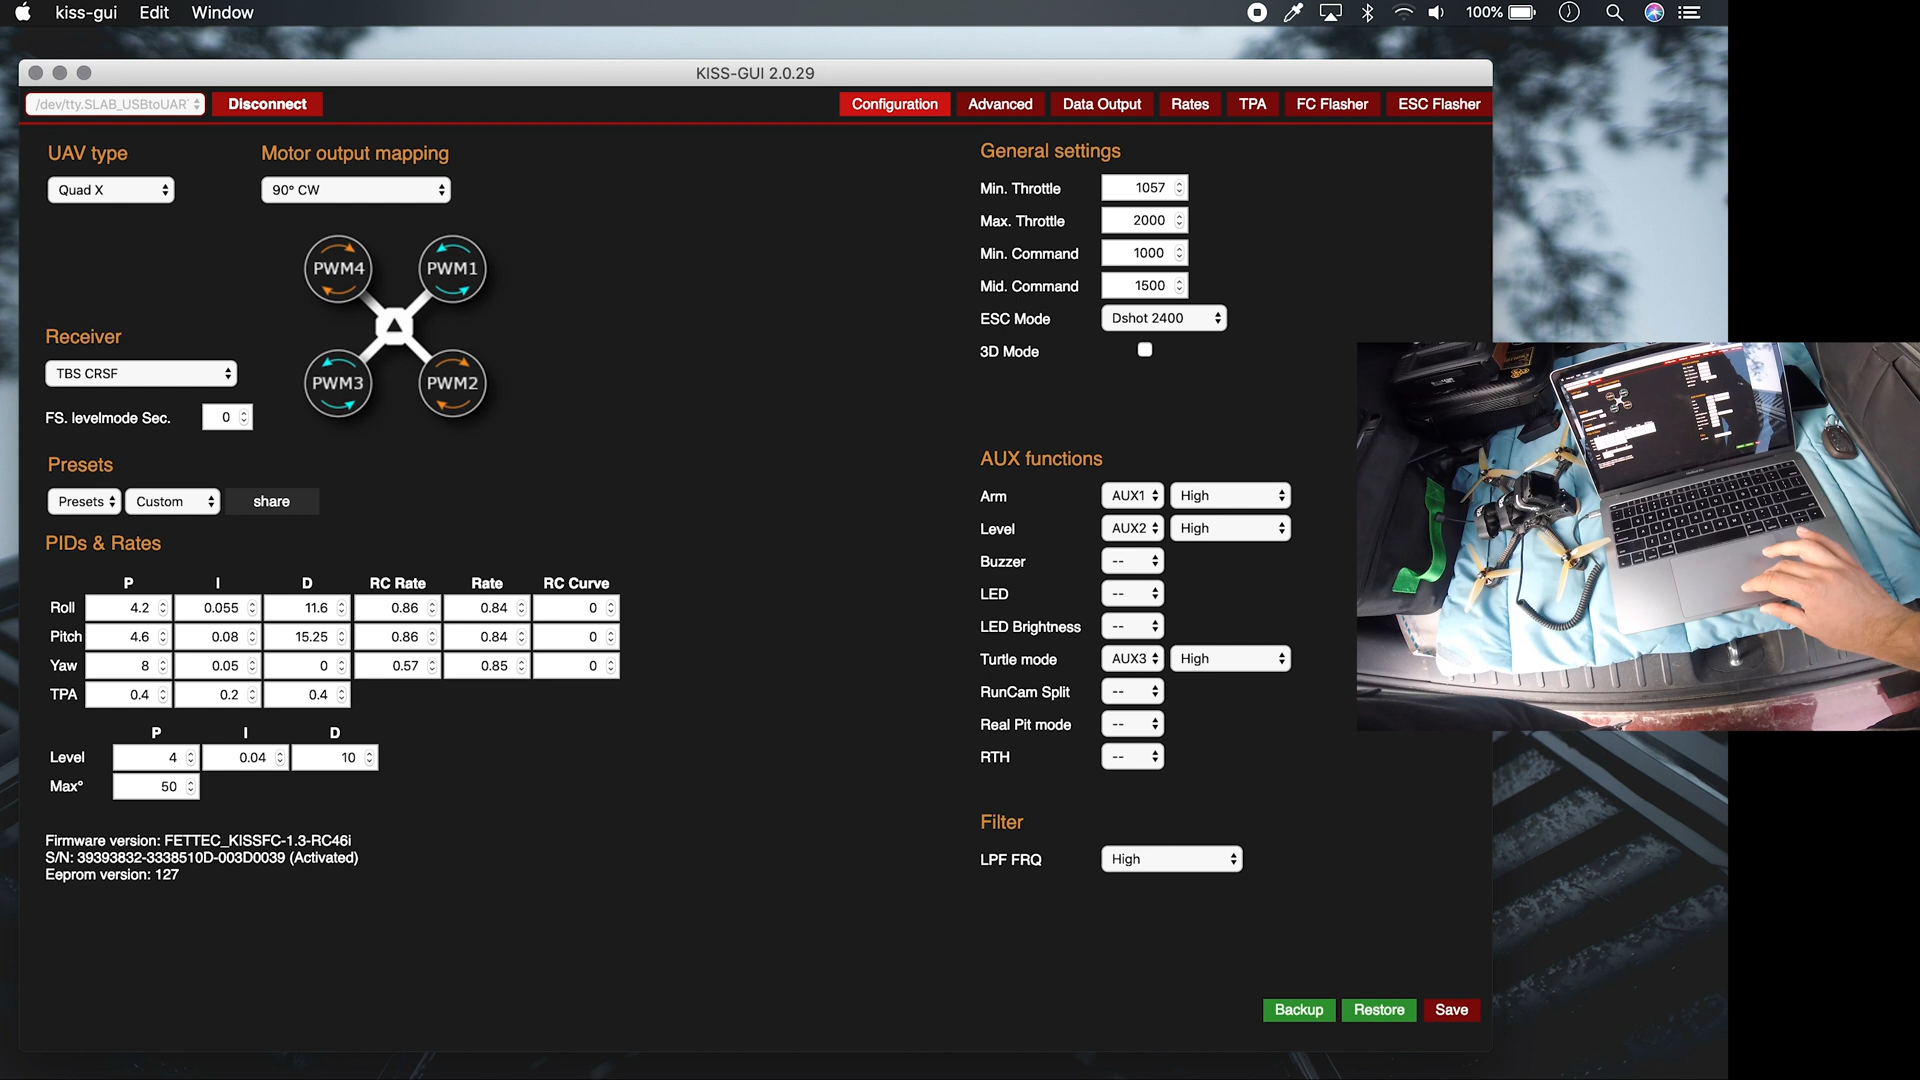 kiss-gui Edit Window 100%
KISS-GUI 2.0.29
/dev/tty.SLAB_USBtoUAR Disconnect Configuration Advanced Data Output Rates TPA FC Flasher ESC Flasher
UAV type Motor output mapping
Quad X 90° CW
PWM4 PWM1
PWM3 PWM2
Receiver
TBS CRSF
FS. levelmode Sec. 0
Presets
Presets Custom share
PIDs & Rates
P I D RC Rate Rate RC Curve
Roll 4.2 0.055 11.6 0.86 0.84 0
Pitch 4.6 0.08 15.25 0.86 0.84 0
Yaw 8 0.05 0 0.57 0.85 0
TPA 0.4 0.2 0.4
P I D
Level 4 0.04 10
Max° 50
Firmware version: FETTEC_KISSFC-1.3-RC46i
S/N: 39393832-3338510D-003D0039 (Activated)
Eeprom version: 127
General settings
Min. Throttle 1057
Max. Throttle 2000
Min. Command 1000
Mid. Command 1500
ESC Mode Dshot 2400
3D Mode
AUX functions
Arm AUX1 High
Level AUX2 High
Buzzer --
LED --
LED Brightness --
Turtle mode AUX3 High
RunCam Split --
Real Pit mode --
RTH --
Filter
LPF FRQ High
Backup Restore Save